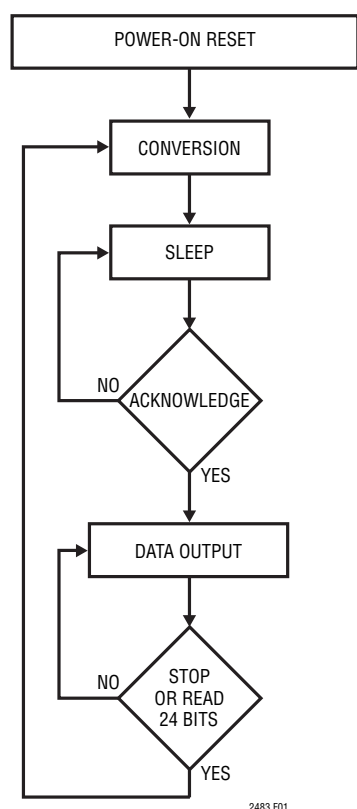 POWER-ON RESET
CONVERSION
SLEEP
NO
ACKNOWLEDGE
YES
DATA OUTPUT
NO
STOP
OR READ
24 BITS
YES
2483 F01